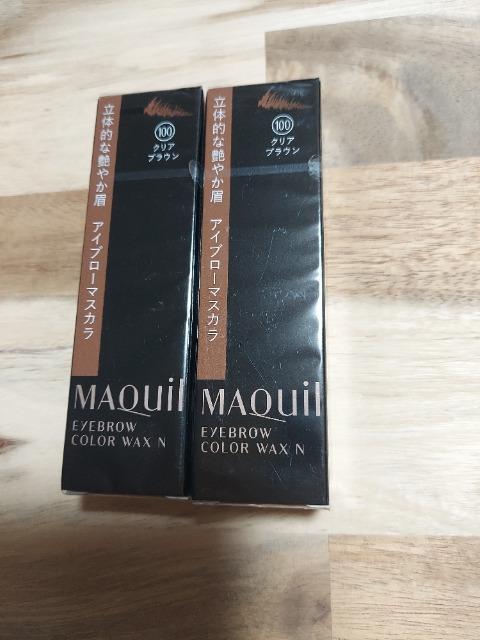 立体的な艶やか眉 アイブローマスカラ
100
クリア
ブラウン
MAQuil
EYEBROW
COLOR WAX N
立体的な艶やか眉 アイブローマスカラ
100
クリア
ブラウン
MAQuil
EYEBROW
COLOR WAX N